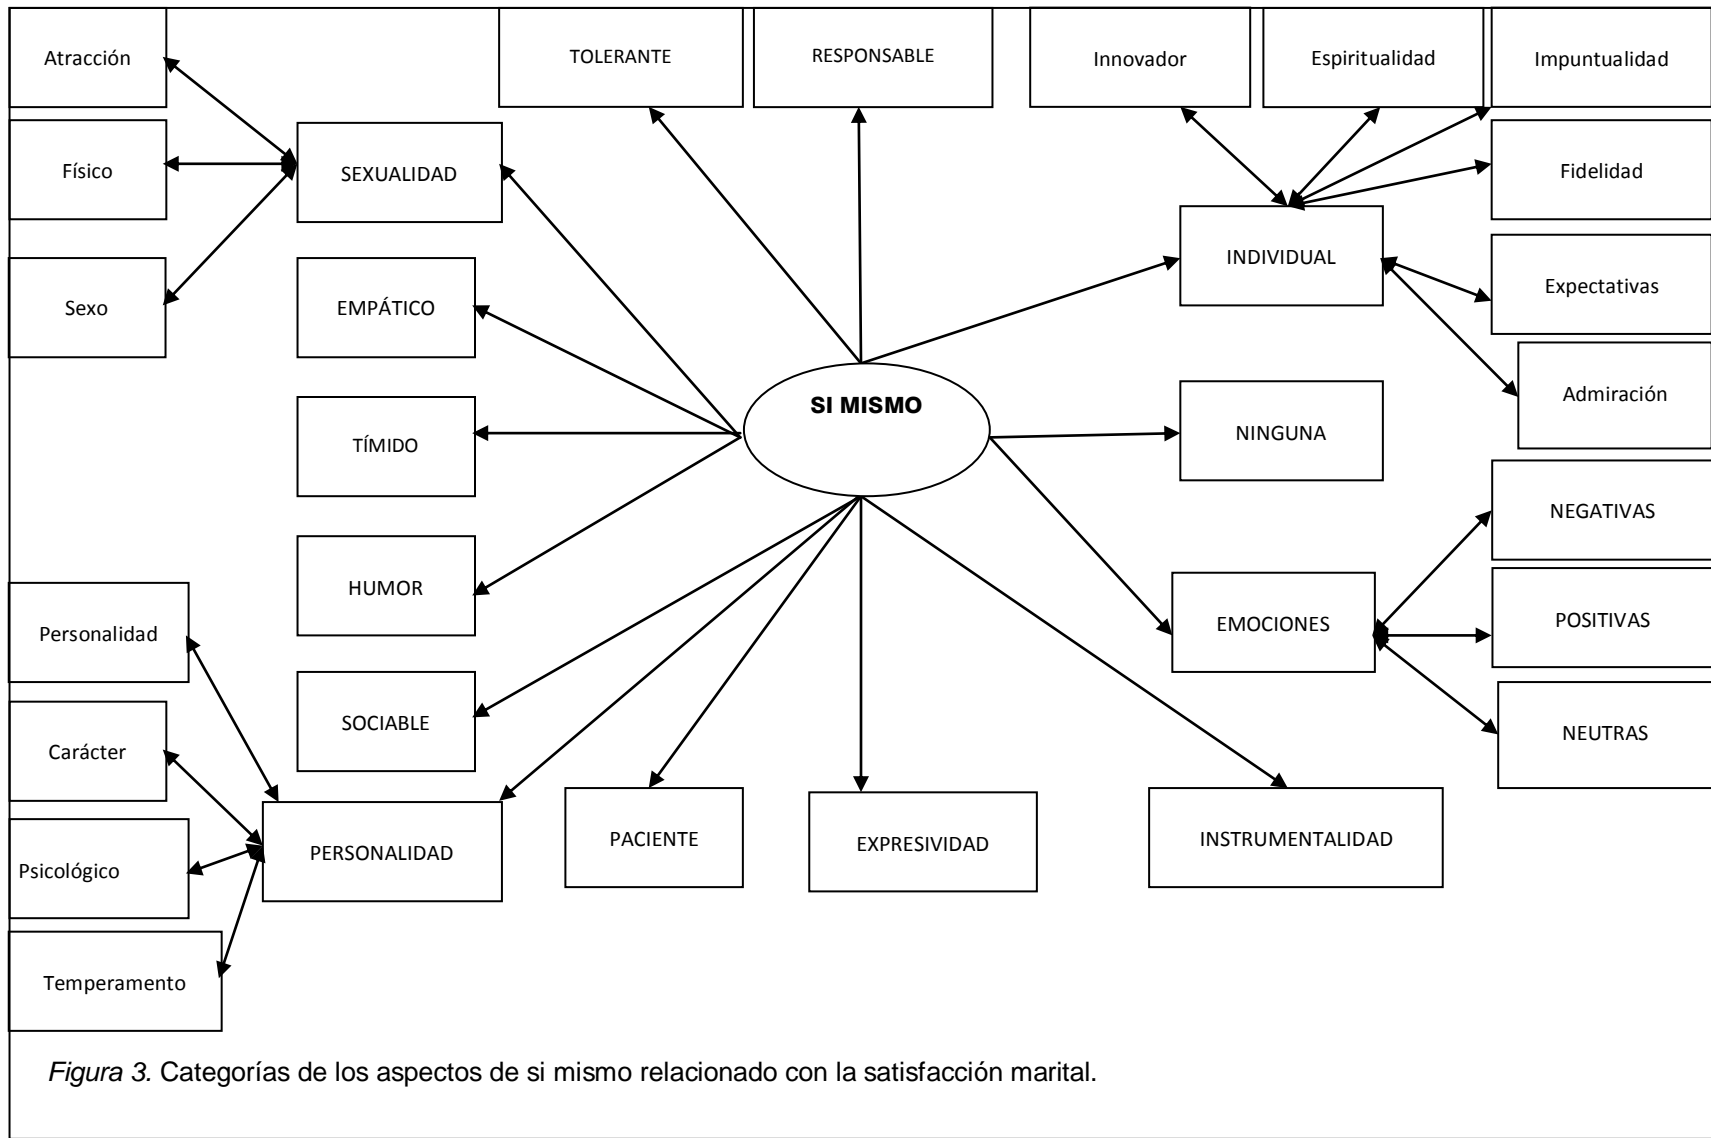 Atracción
TOLERANTE
RESPONSABLE
Innovador
Espiritualidad
Impuntualidad
Físico
SEXUALIDAD
Fidelidad
INDIVIDUAL
Sexo
EMPÁTICO
Expectativas
SI MISMO
Admiración
TÍMIDO
NINGUNA
NEGATIVAS
HUMOR
Personalidad
EMOCIONES
POSITIVAS
SOCIABLE
NEUTRAS
Carácter
PERSONALIDAD
PACIENTE
EXPRESIVIDAD
INSTRUMENTALIDAD
Psicológico
Temperamento
Figura 3. Categorías de los aspectos de si mismo relacionado con la satisfacción marital.